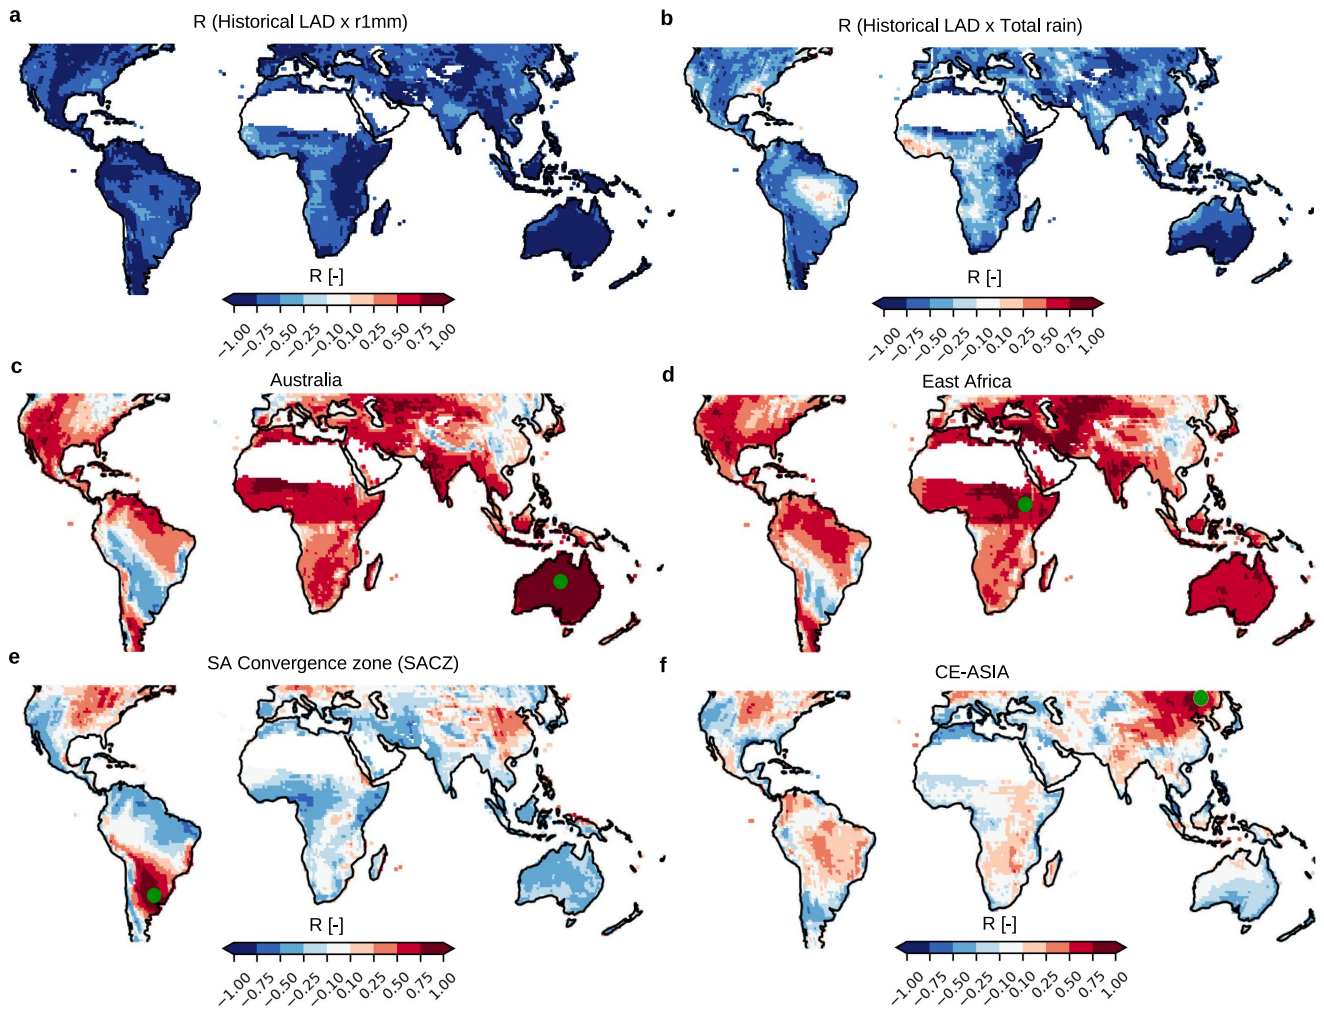 a
R (Historical LAD x r1mm)
b
R (Historical LAD x Total rain)
R [-]
−1.00 −0.75 −0.50 −0.25 −0.10 0.10 0.25 0.50 0.75 1.00
R [-]
−1.00 −0.75 −0.50 −0.25 −0.10 0.10 0.25 0.50 0.75 1.00
c
Australia
d
East Africa
e
SA Convergence zone (SACZ)
f
CE-ASIA
R [-]
−1.00 −0.75 −0.50 −0.25 −0.10 0.10 0.25 0.50 0.75 1.00
R [-]
−1.00 −0.75 −0.50 −0.25 −0.10 0.10 0.25 0.50 0.75 1.00